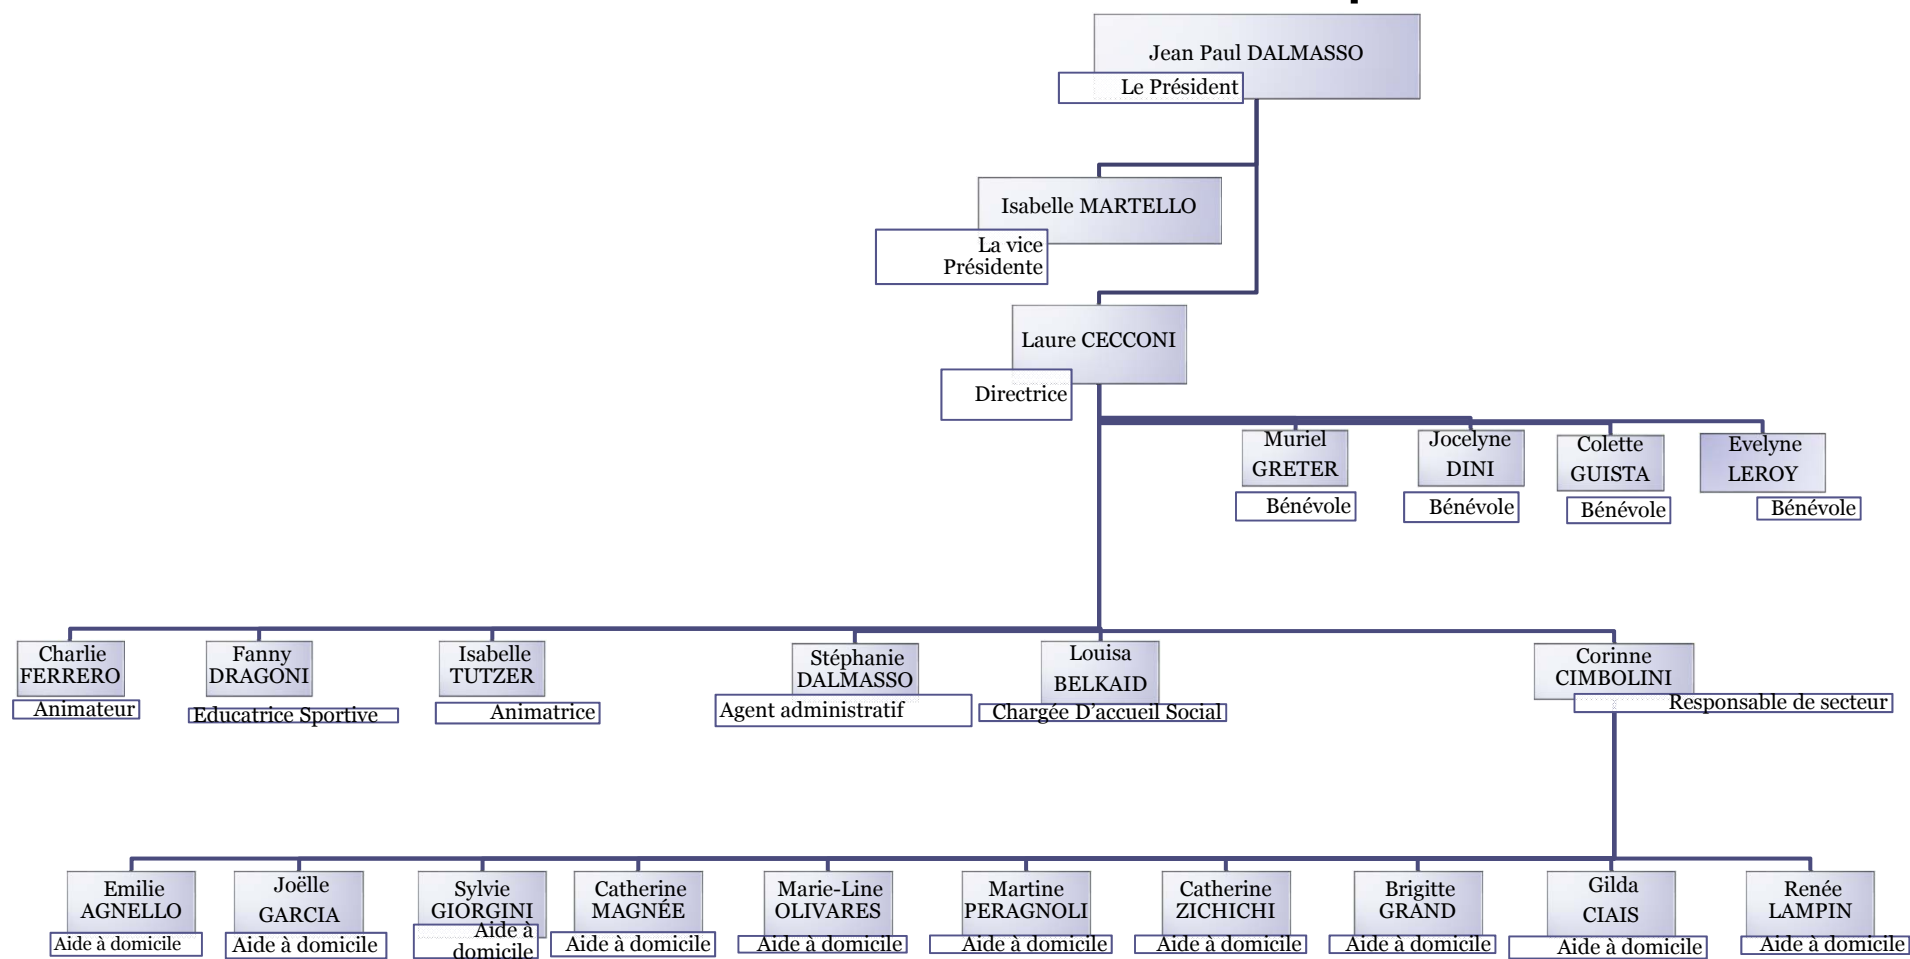 Jean Paul DALMASSO
Le Président
Isabelle MARTELLO
La vice
Présidente
Laure CECCONI
Directrice
Muriel
GRETER
Bénévole
Jocelyne
DINI
Bénévole
Colette
GUISTA
Bénévole
Evelyne
LEROY
Bénévole
Charlie
FERRERO
Animateur
Fanny
DRAGONI
Educatrice Sportive
Isabelle
TUTZER
Animatrice
Stéphanie
DALMASSO
Agent administratif
Louisa
BELKAID
Chargée D’accueil Social
Corinne
CIMBOLINI
Responsable de secteur
Emilie
AGNELLO
Aide à domicile
Joëlle
GARCIA
Aide à domicile
Sylvie
GIORGINI
Aide à
domicile
Catherine
MAGNÉE
Aide à domicile
Marie-Line
OLIVARES
Aide à domicile
Martine
PERAGNOLI
Aide à domicile
Catherine
ZICHICHI
Aide à domicile
Brigitte
GRAND
Aide à domicile
Gilda
CIAIS
Aide à domicile
Renée
LAMPIN
Aide à domicile